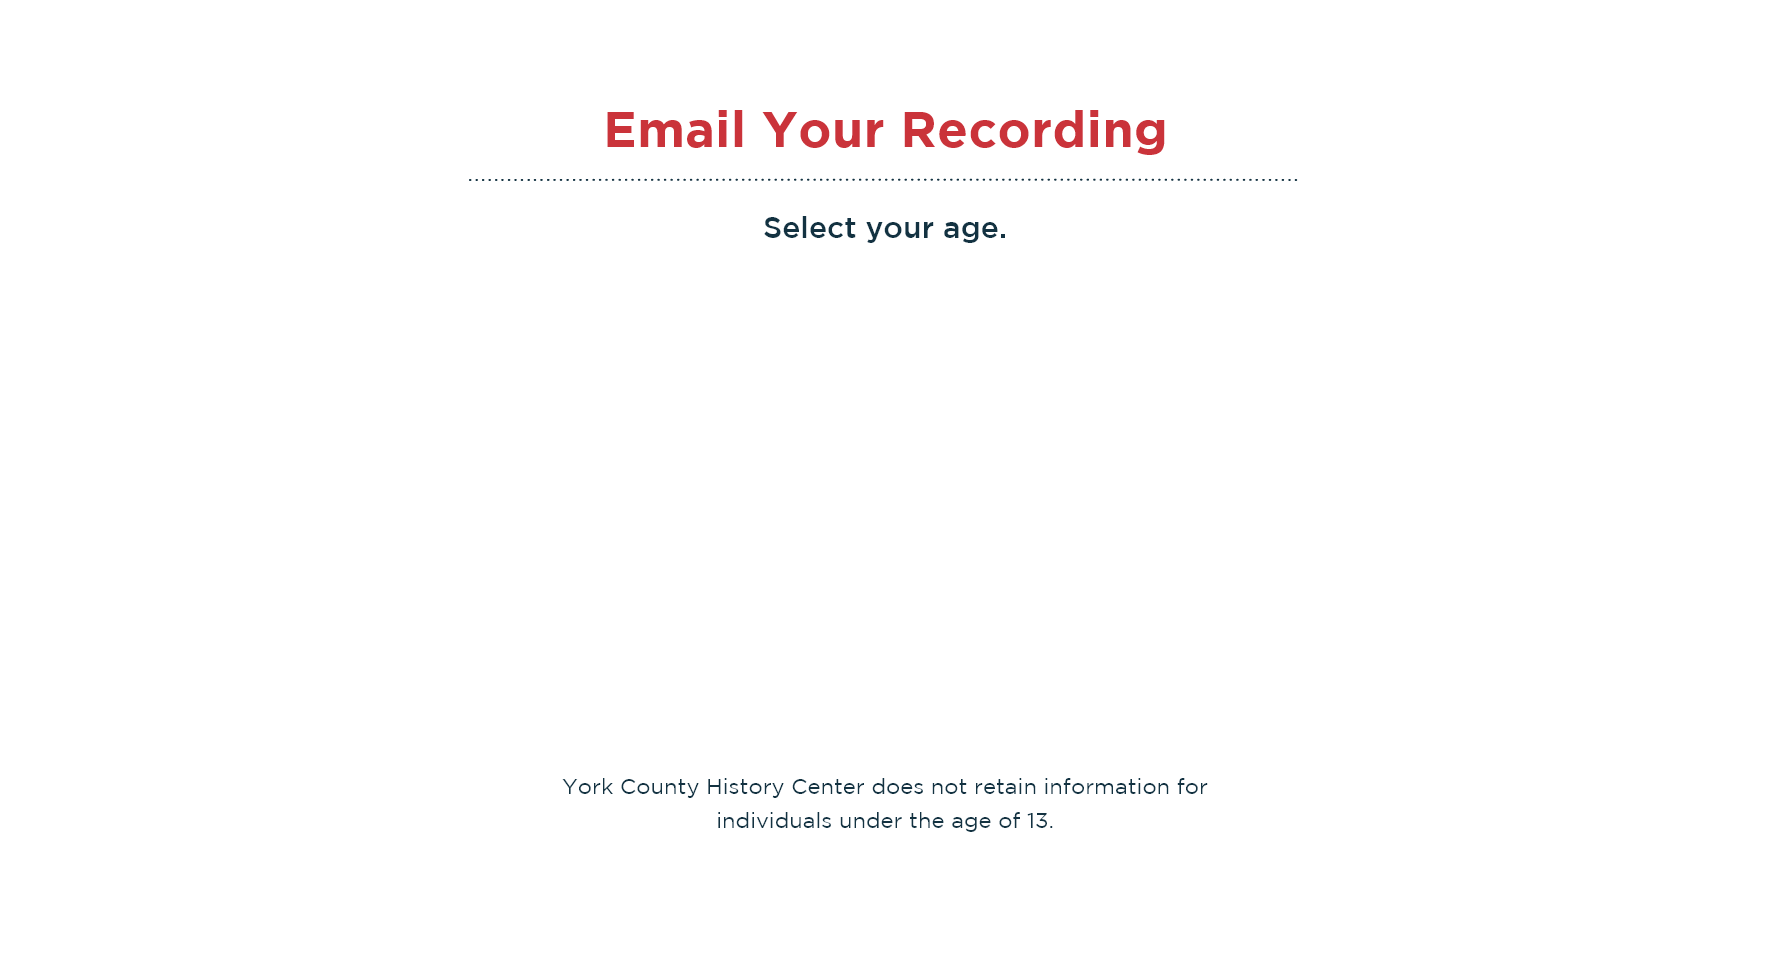 Email Your Recording
Select your age.
York County History Center does not retain information for
individuals under the age of 13.